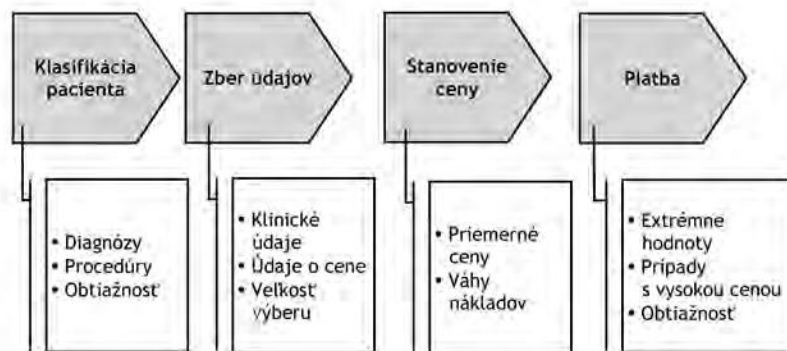 Klasifikácia
pacienta
Zber údajov
Stanovenie
ceny
Platba
• Diagnózy
• Procedúry
• Obtiažnosť
• Klinické
údaje
• Údaje o cene
• Veľkosť
výberu
• Priemerné
ceny
• Váhy
nákladov
• Extrémne
hodnoty
• Prípady
s vysokou cenou
• Obtiažnosť